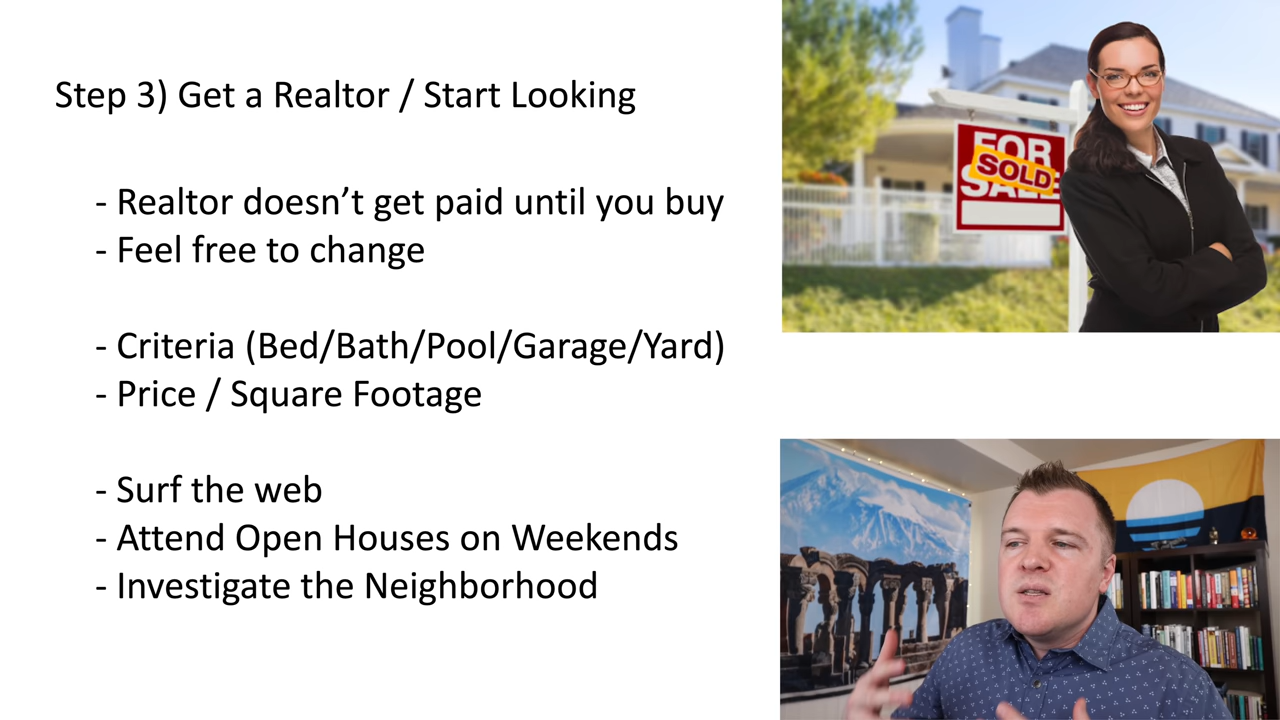 Step 3) Get a Realtor / Start Looking
- Realtor doesn’t get paid until you buy
- Feel free to change
- Criteria (Bed/Bath/Pool/Garage/Yard)
- Price / Square Footage
- Surf the web
- Attend Open Houses on Weekends
- Investigate the Neighborhood
FOR
SOLD
SALE